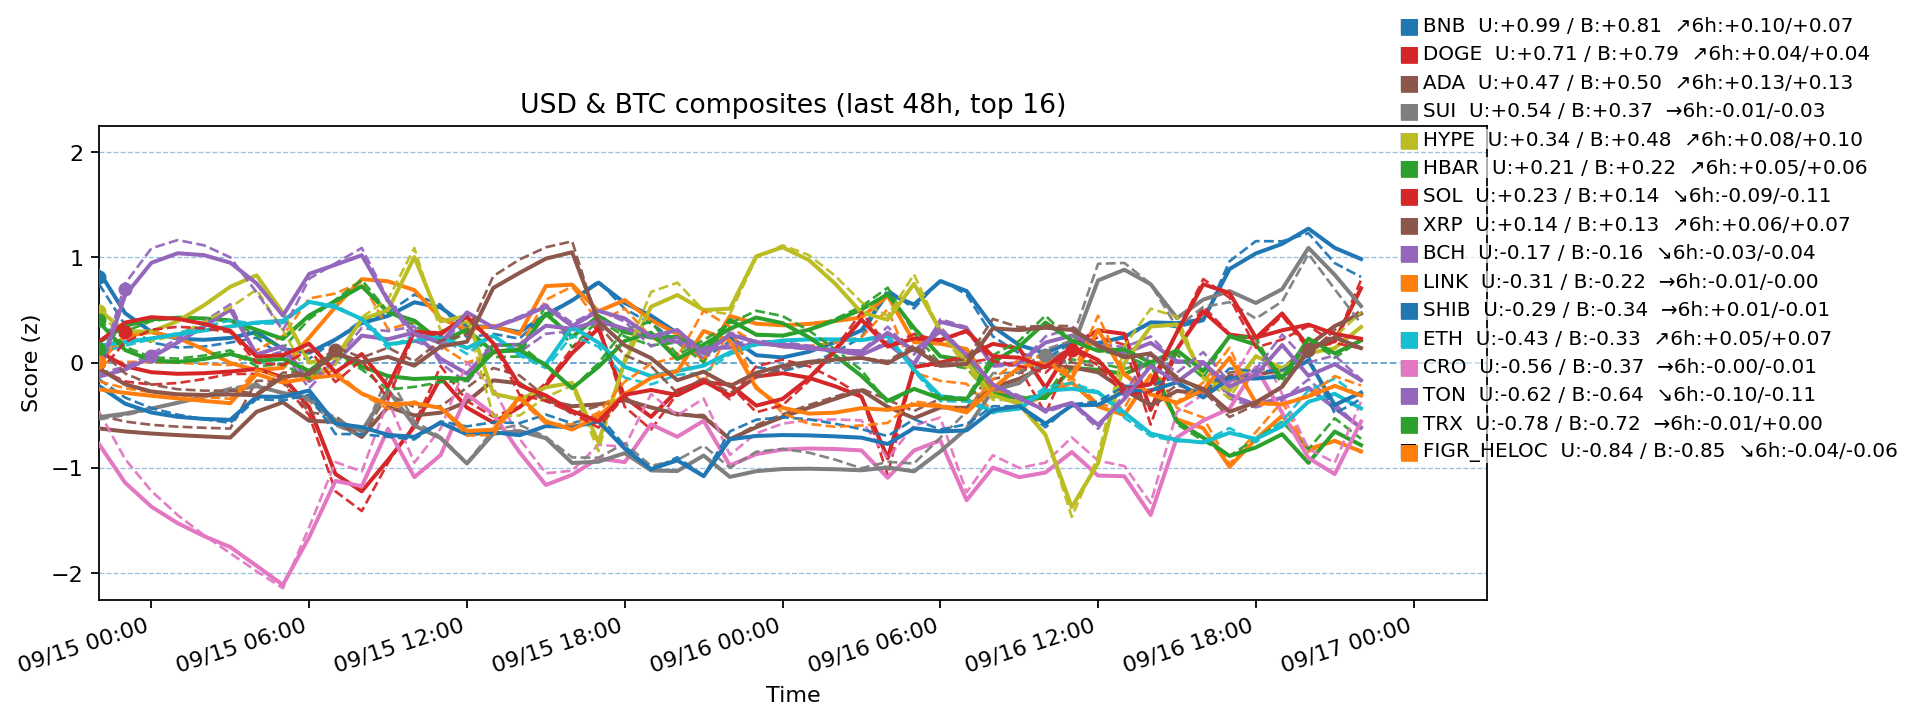 BNB  U:+0.99 / B:+0.81  ↗6h:+0.10/+0.07
DOGE  U:+0.71 / B:+0.79  ↗6h:+0.04/+0.04
ADA  U:+0.47 / B:+0.50  ↗6h:+0.13/+0.13
SUI  U:+0.54 / B:+0.37  →6h:-0.01/-0.03
HYPE  U:+0.34 / B:+0.48  ↗6h:+0.08/+0.10
HBAR  U:+0.21 / B:+0.22  ↗6h:+0.05/+0.06
SOL  U:+0.23 / B:+0.14  ↘6h:-0.09/-0.11
XRP  U:+0.14 / B:+0.13  ↗6h:+0.06/+0.07
BCH  U:-0.17 / B:-0.16  ↘6h:-0.03/-0.04
LINK  U:-0.31 / B:-0.22  →6h:-0.01/-0.00
SHIB  U:-0.29 / B:-0.34  →6h:+0.01/-0.01
ETH  U:-0.43 / B:-0.33  ↗6h:+0.05/+0.07
CRO  U:-0.56 / B:-0.37  →6h:-0.00/-0.01
TON  U:-0.62 / B:-0.64  ↘6h:-0.10/-0.11
TRX  U:-0.78 / B:-0.72  →6h:-0.01/+0.00
FIGR_HELOC  U:-0.84 / B:-0.85  ↘6h:-0.04/-0.06
USD & BTC composites (last 48h, top 16)
Score (z)
2
1
0
−1
−2
09/15 00:00
09/15 06:00
09/15 12:00
09/15 18:00
09/16 00:00
09/16 06:00
09/16 12:00
09/16 18:00
09/17 00:00
Time